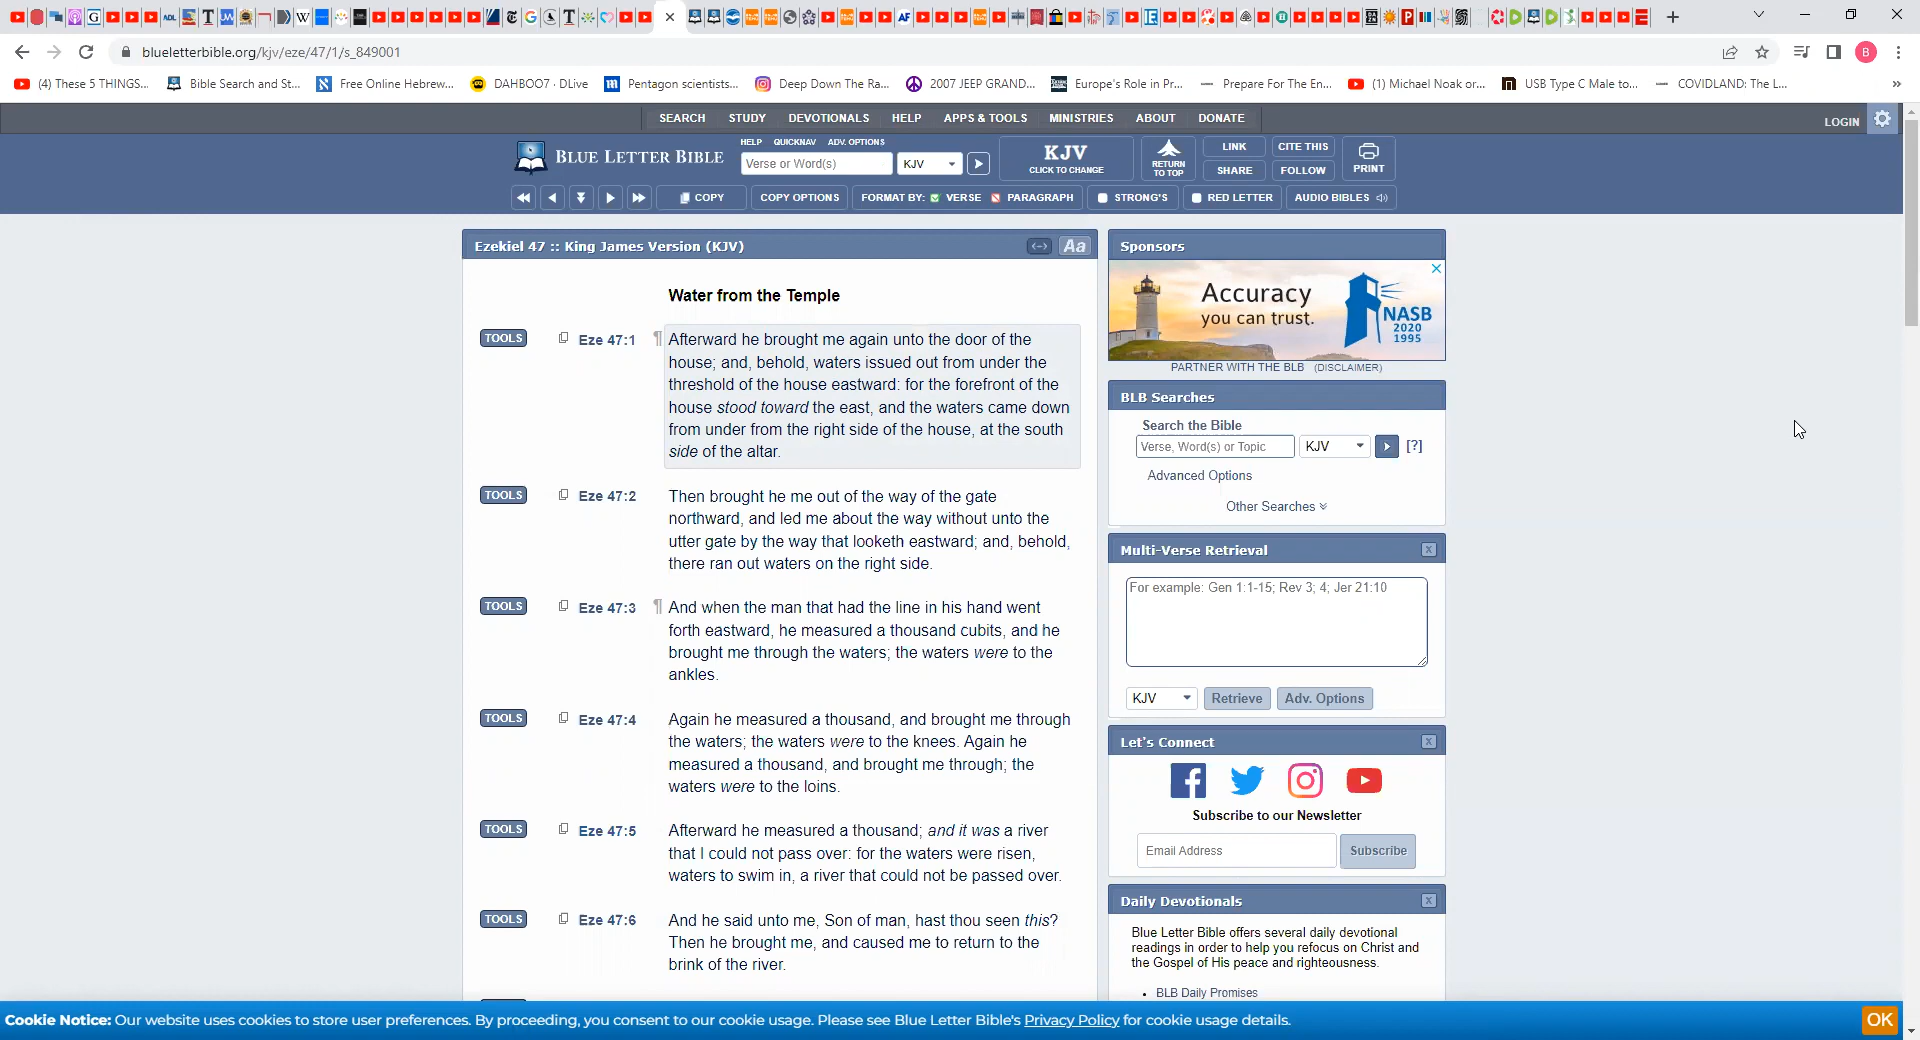 blueletterbible.org/kjv/eze/47/1/s_849001
(4) These 5 THINGS...
Bible Search and St...
Free Online Hebrew...
DAHBOO7 · DLive
Pentagon scientists...
Deep Down The Ra...
2007 JEEP GRAND...
Europe's Role in Pr...
Prepare For The En...
(1) Michael Noak or...
USB Type C Male to...
COVIDLAND: The L...
SEARCH STUDY DEVOTIONALS HELP APPS & TOOLS MINISTRIES ABOUT DONATE
LOGIN
BLUE LETTER BIBLE
HELP QUICKNAV ADV. OPTIONS
Verse or Word(s)
KJV
KJV
CLICK TO CHANGE
RETURN
TO TOP
LINK
CITE THIS
SHARE
FOLLOW
PRINT
COPY
COPY OPTIONS
FORMAT BY: VERSE PARAGRAPH
STRONG'S
RED LETTER
AUDIO BIBLES
Ezekiel 47 :: King James Version (KJV)
Aa
Water from the Temple
TOOLS Eze 47:1 ¶ Afterward he brought me again unto the door of the
house; and, behold, waters issued out from under the
threshold of the house eastward: for the forefront of the
house stood toward the east, and the waters came down
from under from the right side of the house, at the south
side of the altar.
TOOLS Eze 47:2 Then brought he me out of the way of the gate
northward, and led me about the way without unto the
utter gate by the way that looketh eastward; and, behold,
there ran out waters on the right side.
TOOLS Eze 47:3 ¶ And when the man that had the line in his hand went
forth eastward, he measured a thousand cubits, and he
brought me through the waters; the waters were to the
ankles.
TOOLS Eze 47:4 Again he measured a thousand, and brought me through
the waters; the waters were to the knees. Again he
measured a thousand, and brought me through; the
waters were to the loins.
TOOLS Eze 47:5 Afterward he measured a thousand; and it was a river
that I could not pass over: for the waters were risen,
waters to swim in, a river that could not be passed over.
TOOLS Eze 47:6 And he said unto me, Son of man, hast thou seen this?
Then he brought me, and caused me to return to the
brink of the river.
Sponsors
Accuracy
you can trust.
NASB
2020
1995
PARTNER WITH THE BLB (DISCLAIMER)
BLB Searches
Search the Bible
Verse, Word(s) or Topic
KJV
[?]
Advanced Options
Other Searches
Multi-Verse Retrieval
For example: Gen 1:1-15; Rev 3; 4; Jer 21:10
KJV
Retrieve
Adv. Options
Let's Connect
Subscribe to our Newsletter
Email Address
Subscribe
Daily Devotionals
Blue Letter Bible offers several daily devotional
readings in order to help you refocus on Christ and
the Gospel of His peace and righteousness.
• BLB Daily Promises
Cookie Notice: Our website uses cookies to store user preferences. By proceeding, you consent to our cookie usage. Please see Blue Letter Bible's Privacy Policy for cookie usage details.
OK